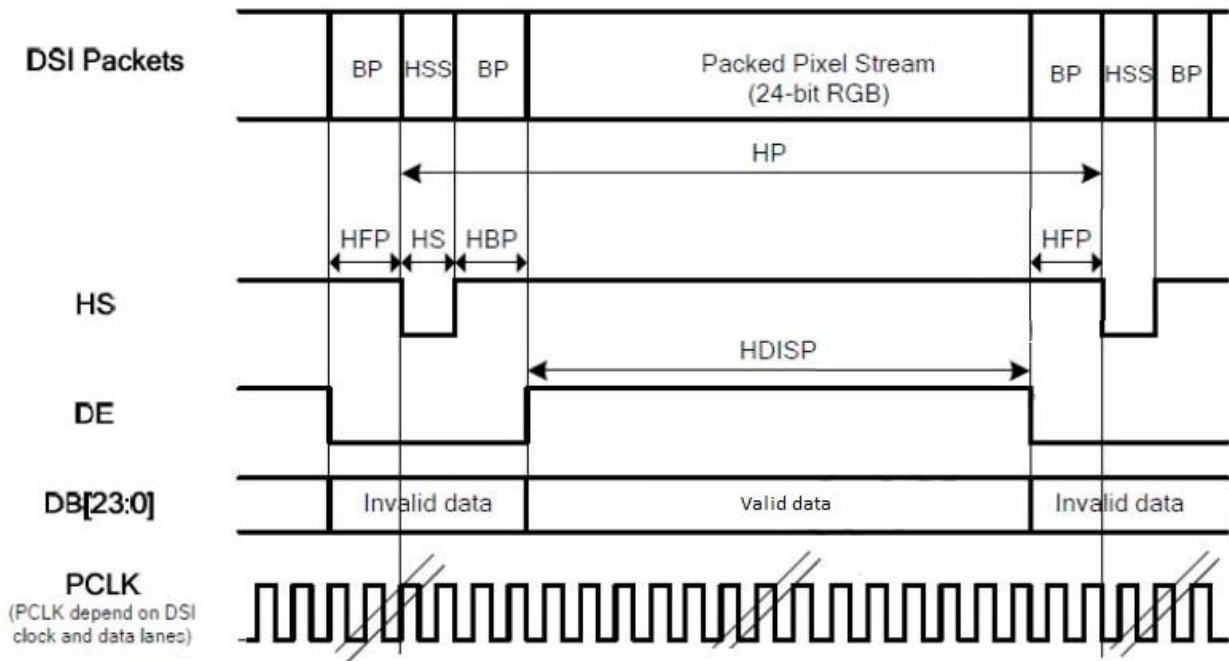 DSI Packets
BP HSS BP Packed Pixel Stream BP HSS BP
(24-bit RGB)
HP
HFP HS HBP HFP
HS
HDISP
DE
DB[23:0] Invalid data Valid data Invalid data
PCLK
(PCLK depend on DSI
clock and data lanes)